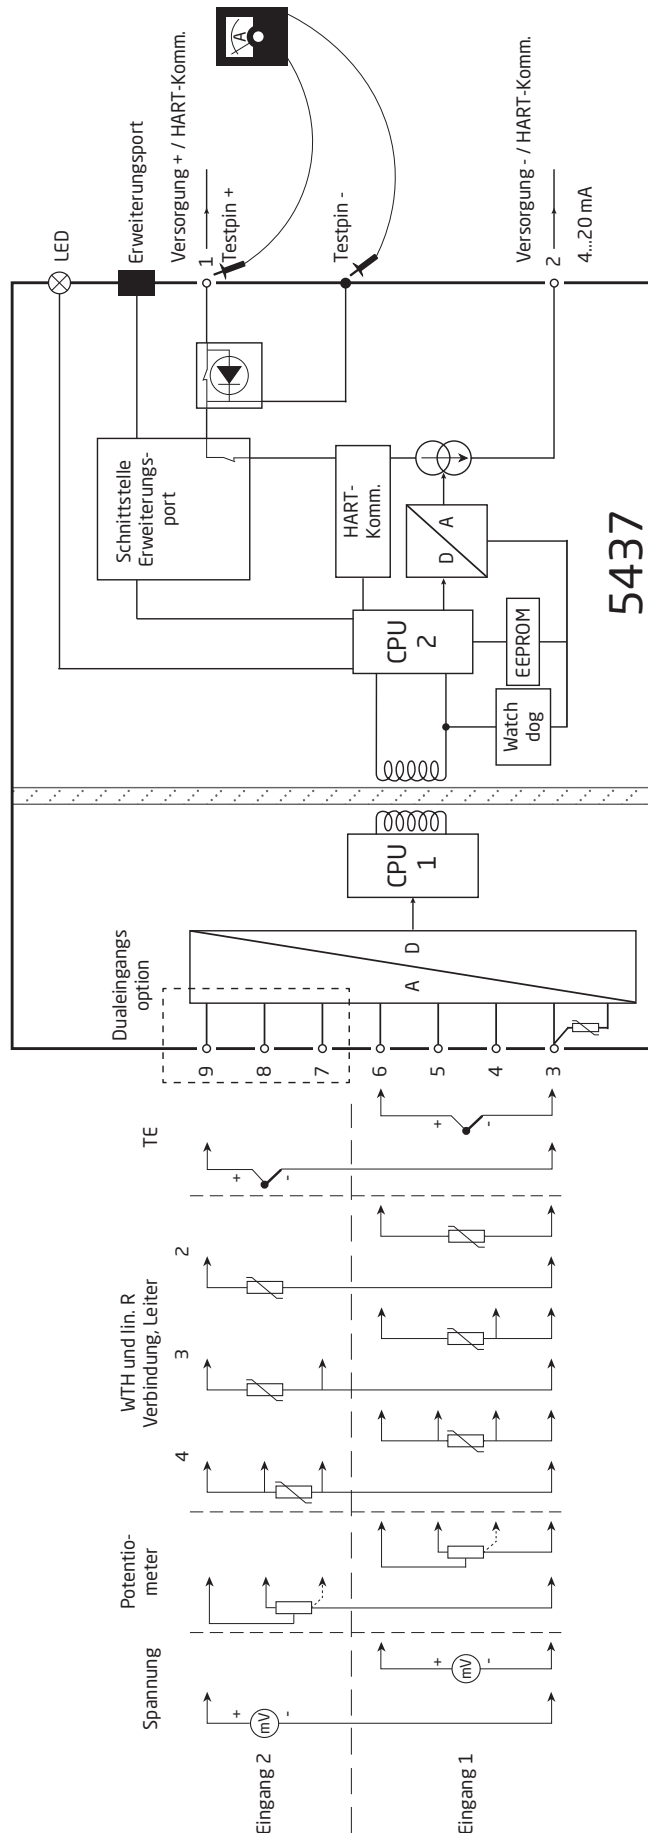 Spannung
Potentio-
meter
WTH und lin. R
Verbindung, Leiter
4
3
2
TE
Dualeingangs
option
LED
Erweiterungsport
Versorgung + / HART-Komm.
1
Testpin +
A
Testpin -
Versorgung - / HART-Komm.
2
4...20 mA
Schnittstelle
Erweiterungs-
port
HART-
Komm.
CPU
2
D
A
EEPROM
Watch
dog
CPU
1
A
D
9
8
7
6
5
4
3
+
-
+
-
+
mV
-
+
mV
-
Eingang 2
Eingang 1
5437